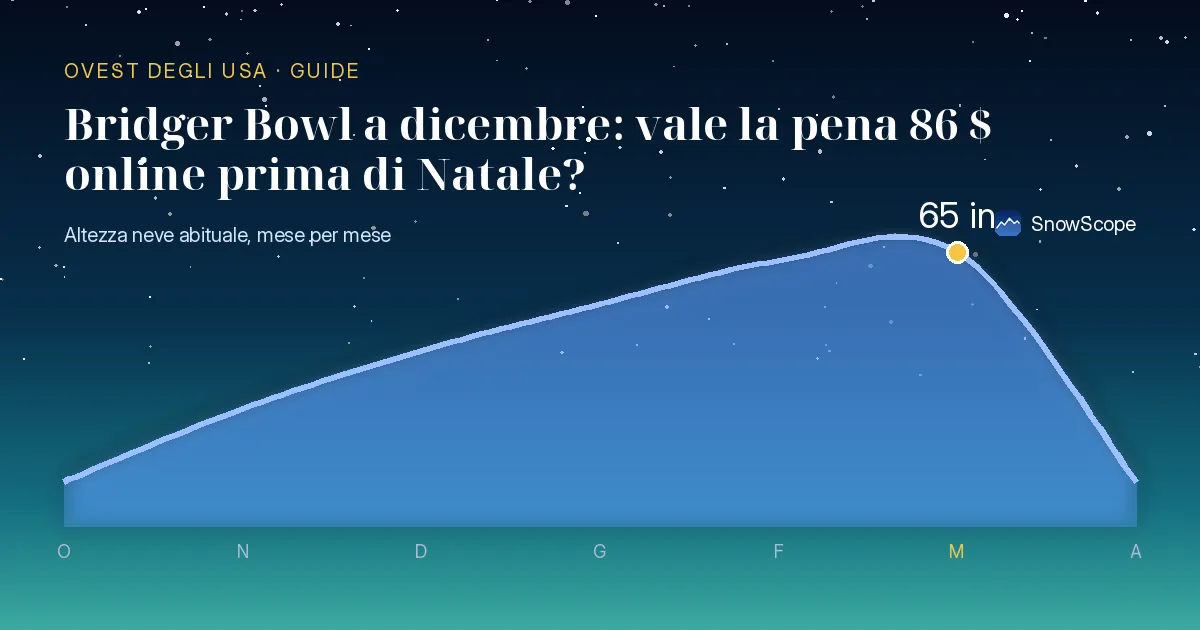 OVEST DEGLI USA · GUIDE
Bridger Bowl a dicembre: vale la pena 86 $
online prima di Natale?
Altezza neve abituale, mese per mese
65 in
SnowScope
O N D G F M A